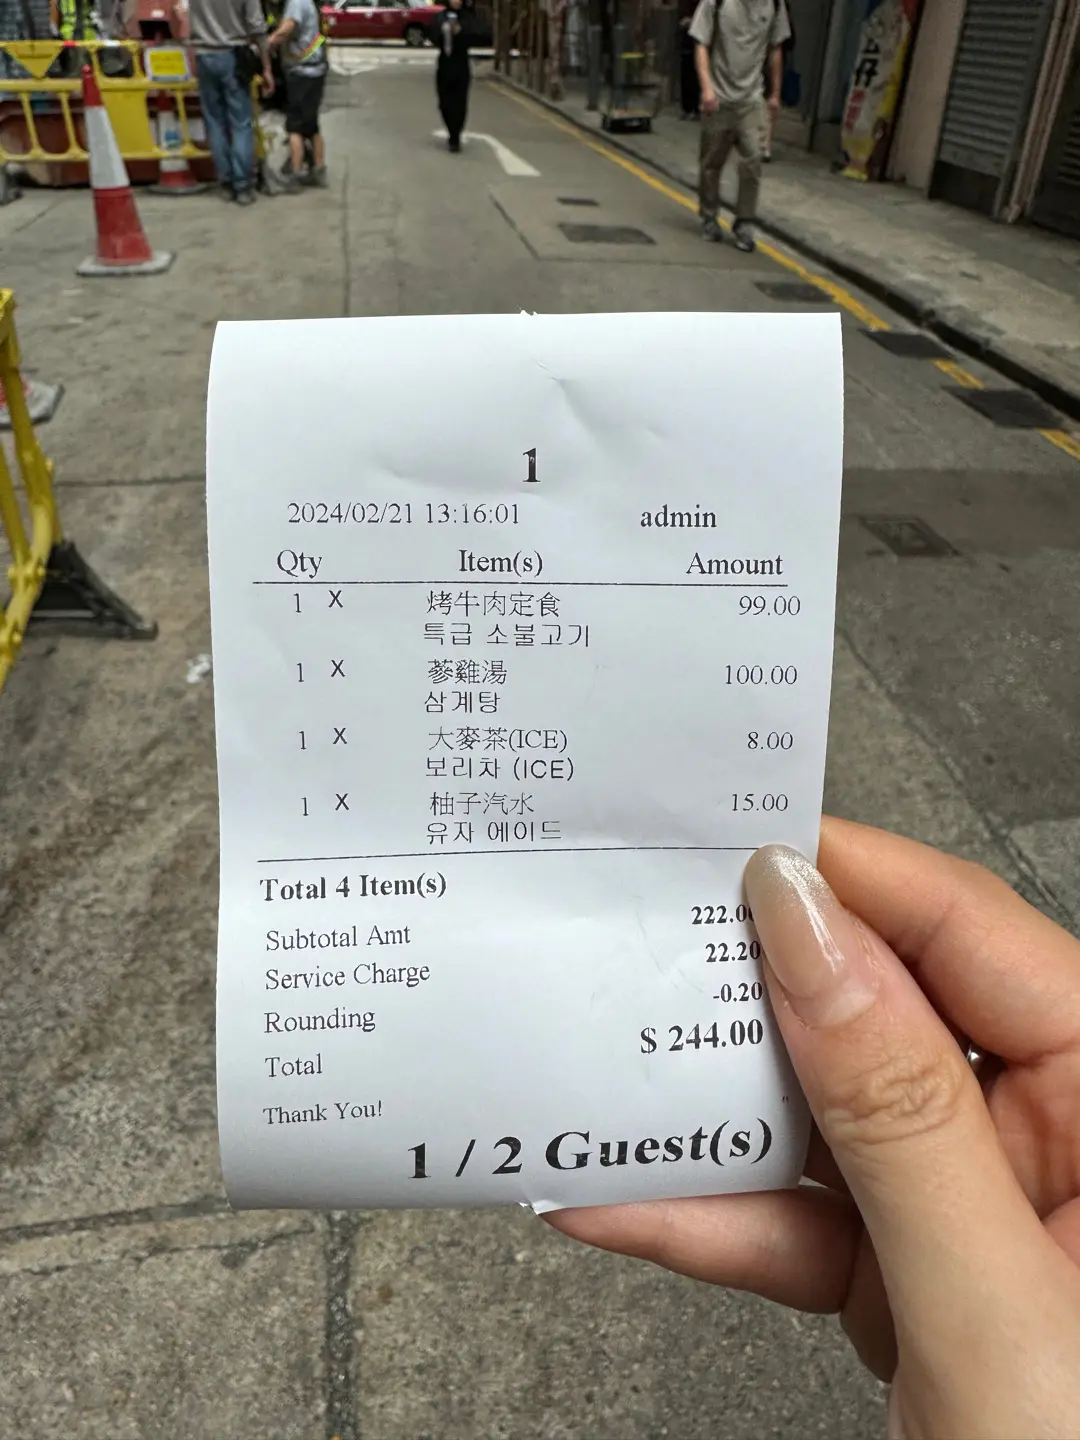 1
2024/02/21 13:16:01 admin
Qty Item(s) Amount
1 X 烤牛肉定食 99.00
특급 소불고기
1 X 蔘雞湯 100.00
삼계탕
1 X 大麥茶(ICE) 8.00
보리차 (ICE)
1 X 柚子汽水 15.00
유자 에이드
Total 4 Item(s)
Subtotal Amt 222.0
Service Charge 22.20
Rounding -0.20
Total $ 244.00
Thank You!
1 / 2 Guest(s)